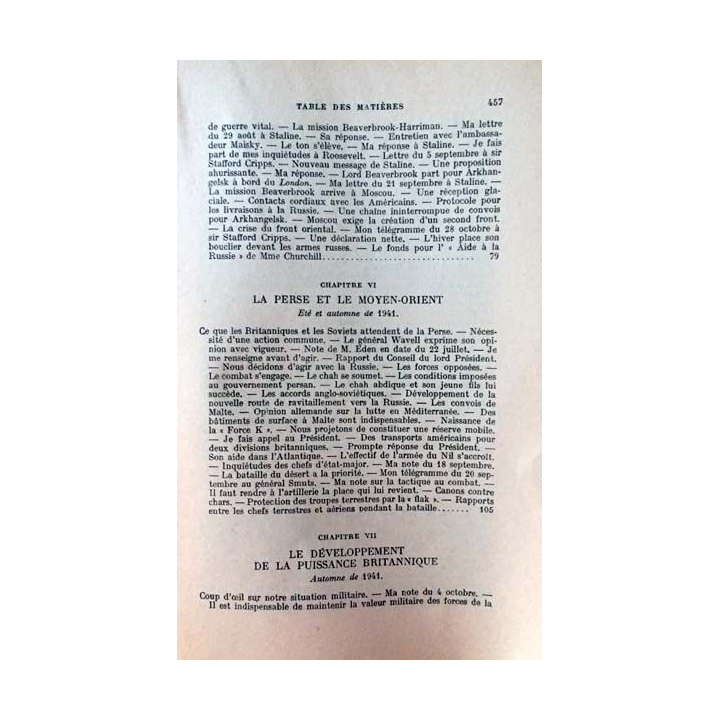 TABLE DES MATIÈRES 457
de guerre vital. — La mission Beaverbrook-Harriman. — Ma lettre
du 29 août à Staline. — Sa réponse. — Entretien avec l'ambassa-
deur Maisky. — Le ton s'élève. — Ma réponse à Staline. — Je fais
part de mes inquiétudes à Roosevelt. — Lettre du 5 septembre à sir
Stafford Cripps. — Nouveau message de Staline. — Une proposition
ahurissante. — Ma réponse. — Lord Beaverbrook part pour Arkhan-
gelsk à bord du London. — Ma lettre du 21 septembre à Staline. —
La mission Beaverbrook arrive à Moscou. — Une réception gla-
ciale. — Contacts cordiaux avec les Américains. — Protocole pour
les livraisons à la Russie. — Une chaîne ininterrompue de convois
pour Arkhangelsk. — Moscou exige la création d'un second front.
— La crise du front oriental. — Mon télégramme du 28 octobre à
sir Stafford Cripps. — Une déclaration nette. — L'hiver place son
bouclier devant les armes russes. — Le fonds pour l' « Aide à la
Russie » de Mme Churchill.............................. 79
CHAPITRE VI
LA PERSE ET LE MOYEN-ORIENT
Eté et automne de 1941.
Ce que les Britanniques et les Soviets attendent de la Perse. — Néces-
sité d'une action commune. — Le général Wavell exprime son opi-
nion avec vigueur. — Note de M. Eden en date du 22 juillet. — Je
me renseigne avant d'agir. — Rapport du Conseil du lord Président.
— Nous décidons d'agir avec la Russie. — Les forces opposées. —
Le combat s'engage. — Le chah se soumet. — Les conditions imposées
au gouvernement persan. — Le chah abdique et son jeune fils lui
succède. — Les accords anglo-soviétiques. — Développement de la
nouvelle route de ravitaillement vers la Russie. — Les convois de
Malte. — Opinion allemande sur la lutte en Méditerranée. — Des
bâtiments de surface à Malte sont indispensables. — Naissance de
la « Force K ». — Nous projetons de constituer une réserve mobile.
— Je fais appel au Président. — Des transports américains pour
deux divisions britanniques. — Prompte réponse du Président. —
Son aide dans l'Atlantique. — L'effectif de l'armée du Nil s'accroît.
— Inquiétudes des chefs d'état-major. — Ma note du 18 septembre.
— La bataille du désert a la priorité. — Mon télégramme du 20 sep-
tembre au général Smuts. — Ma note sur la tactique au combat. —
Il faut rendre à l'artillerie la place qui lui revient. — Canons contre
chars. — Protection des troupes terrestres par la « flak ». — Rapports
entre les chefs terrestres et aériens pendant la bataille....... 105
CHAPITRE VII
LE DÉVELOPPEMENT
DE LA PUISSANCE BRITANNIQUE
Automne de 1941.
Coup d'œil sur notre situation militaire. — Ma note du 4 octobre. —
Il est indispensable de maintenir la valeur militaire des forces de la